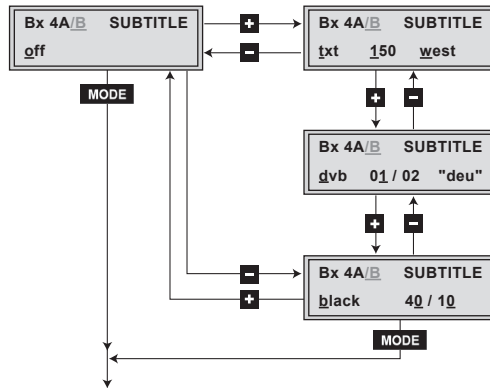 Bx 4A/B SUBTITLE
off
+
-
Bx 4A/B SUBTITLE
txt 150 west
MODE
+
-
Bx 4A/B SUBTITLE
dvb 01 / 02 "deu"
+
-
-
+
Bx 4A/B SUBTITLE
black 40 / 10
MODE